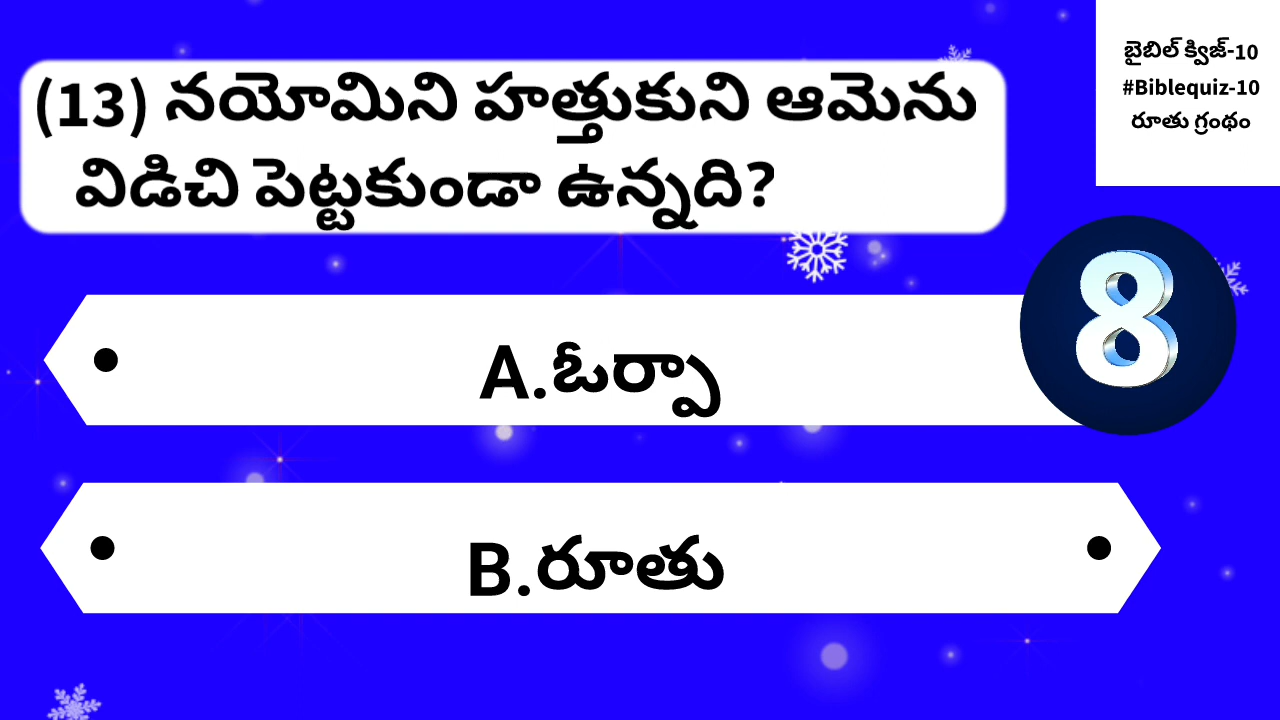 బైబిల్ క్విజ్-10
#Biblequiz-10
రూతు గ్రంథం
(13) నయోమిని హత్తుకుని ఆమెను
విడిచి పెట్టకుండా ఉన్నది?
8
A.ఓర్పా
B.రూతు